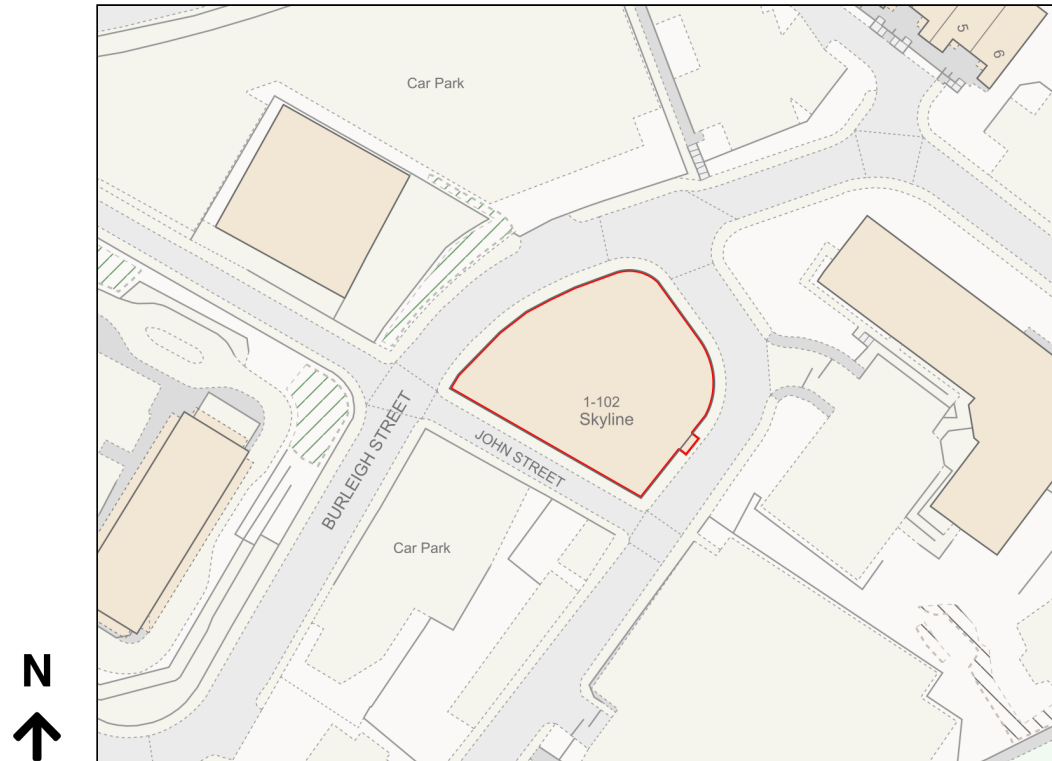 5
6
Car Park
1-102
Skyline
JOHN STREET
BURLEIGH STREET
Car Park
N